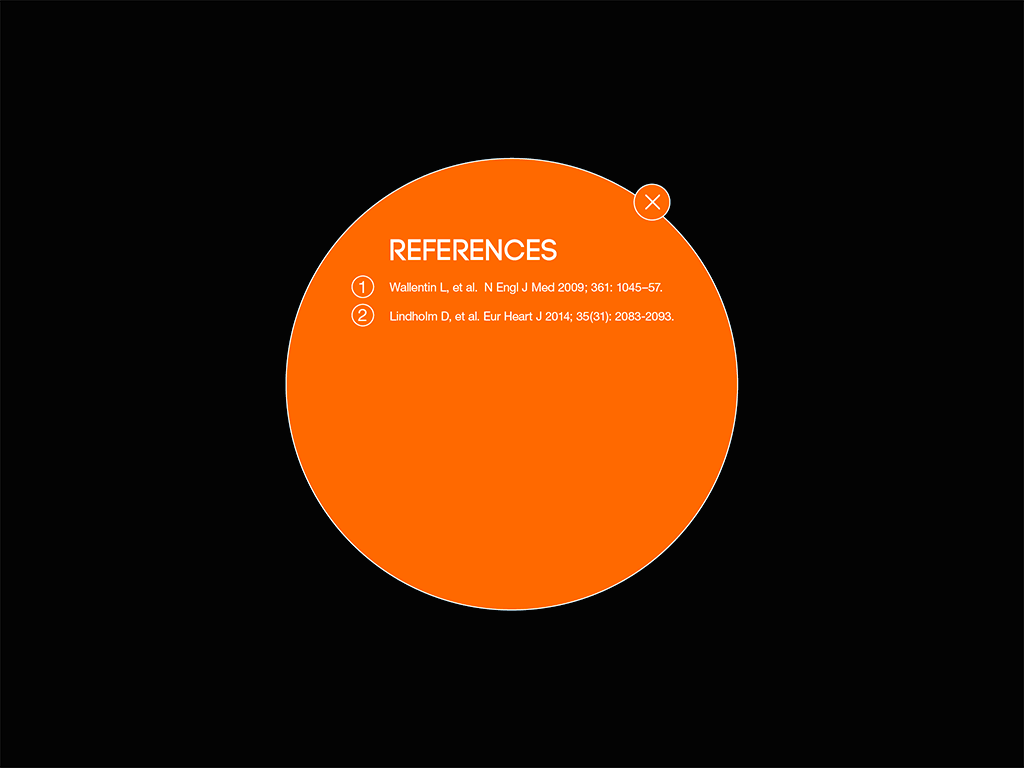 REFERENCES
1 Wallentin L, et al.  N Engl J Med 2009; 361: 1045–57.
2 Lindholm D, et al. Eur Heart J 2014; 35(31): 2083-2093.